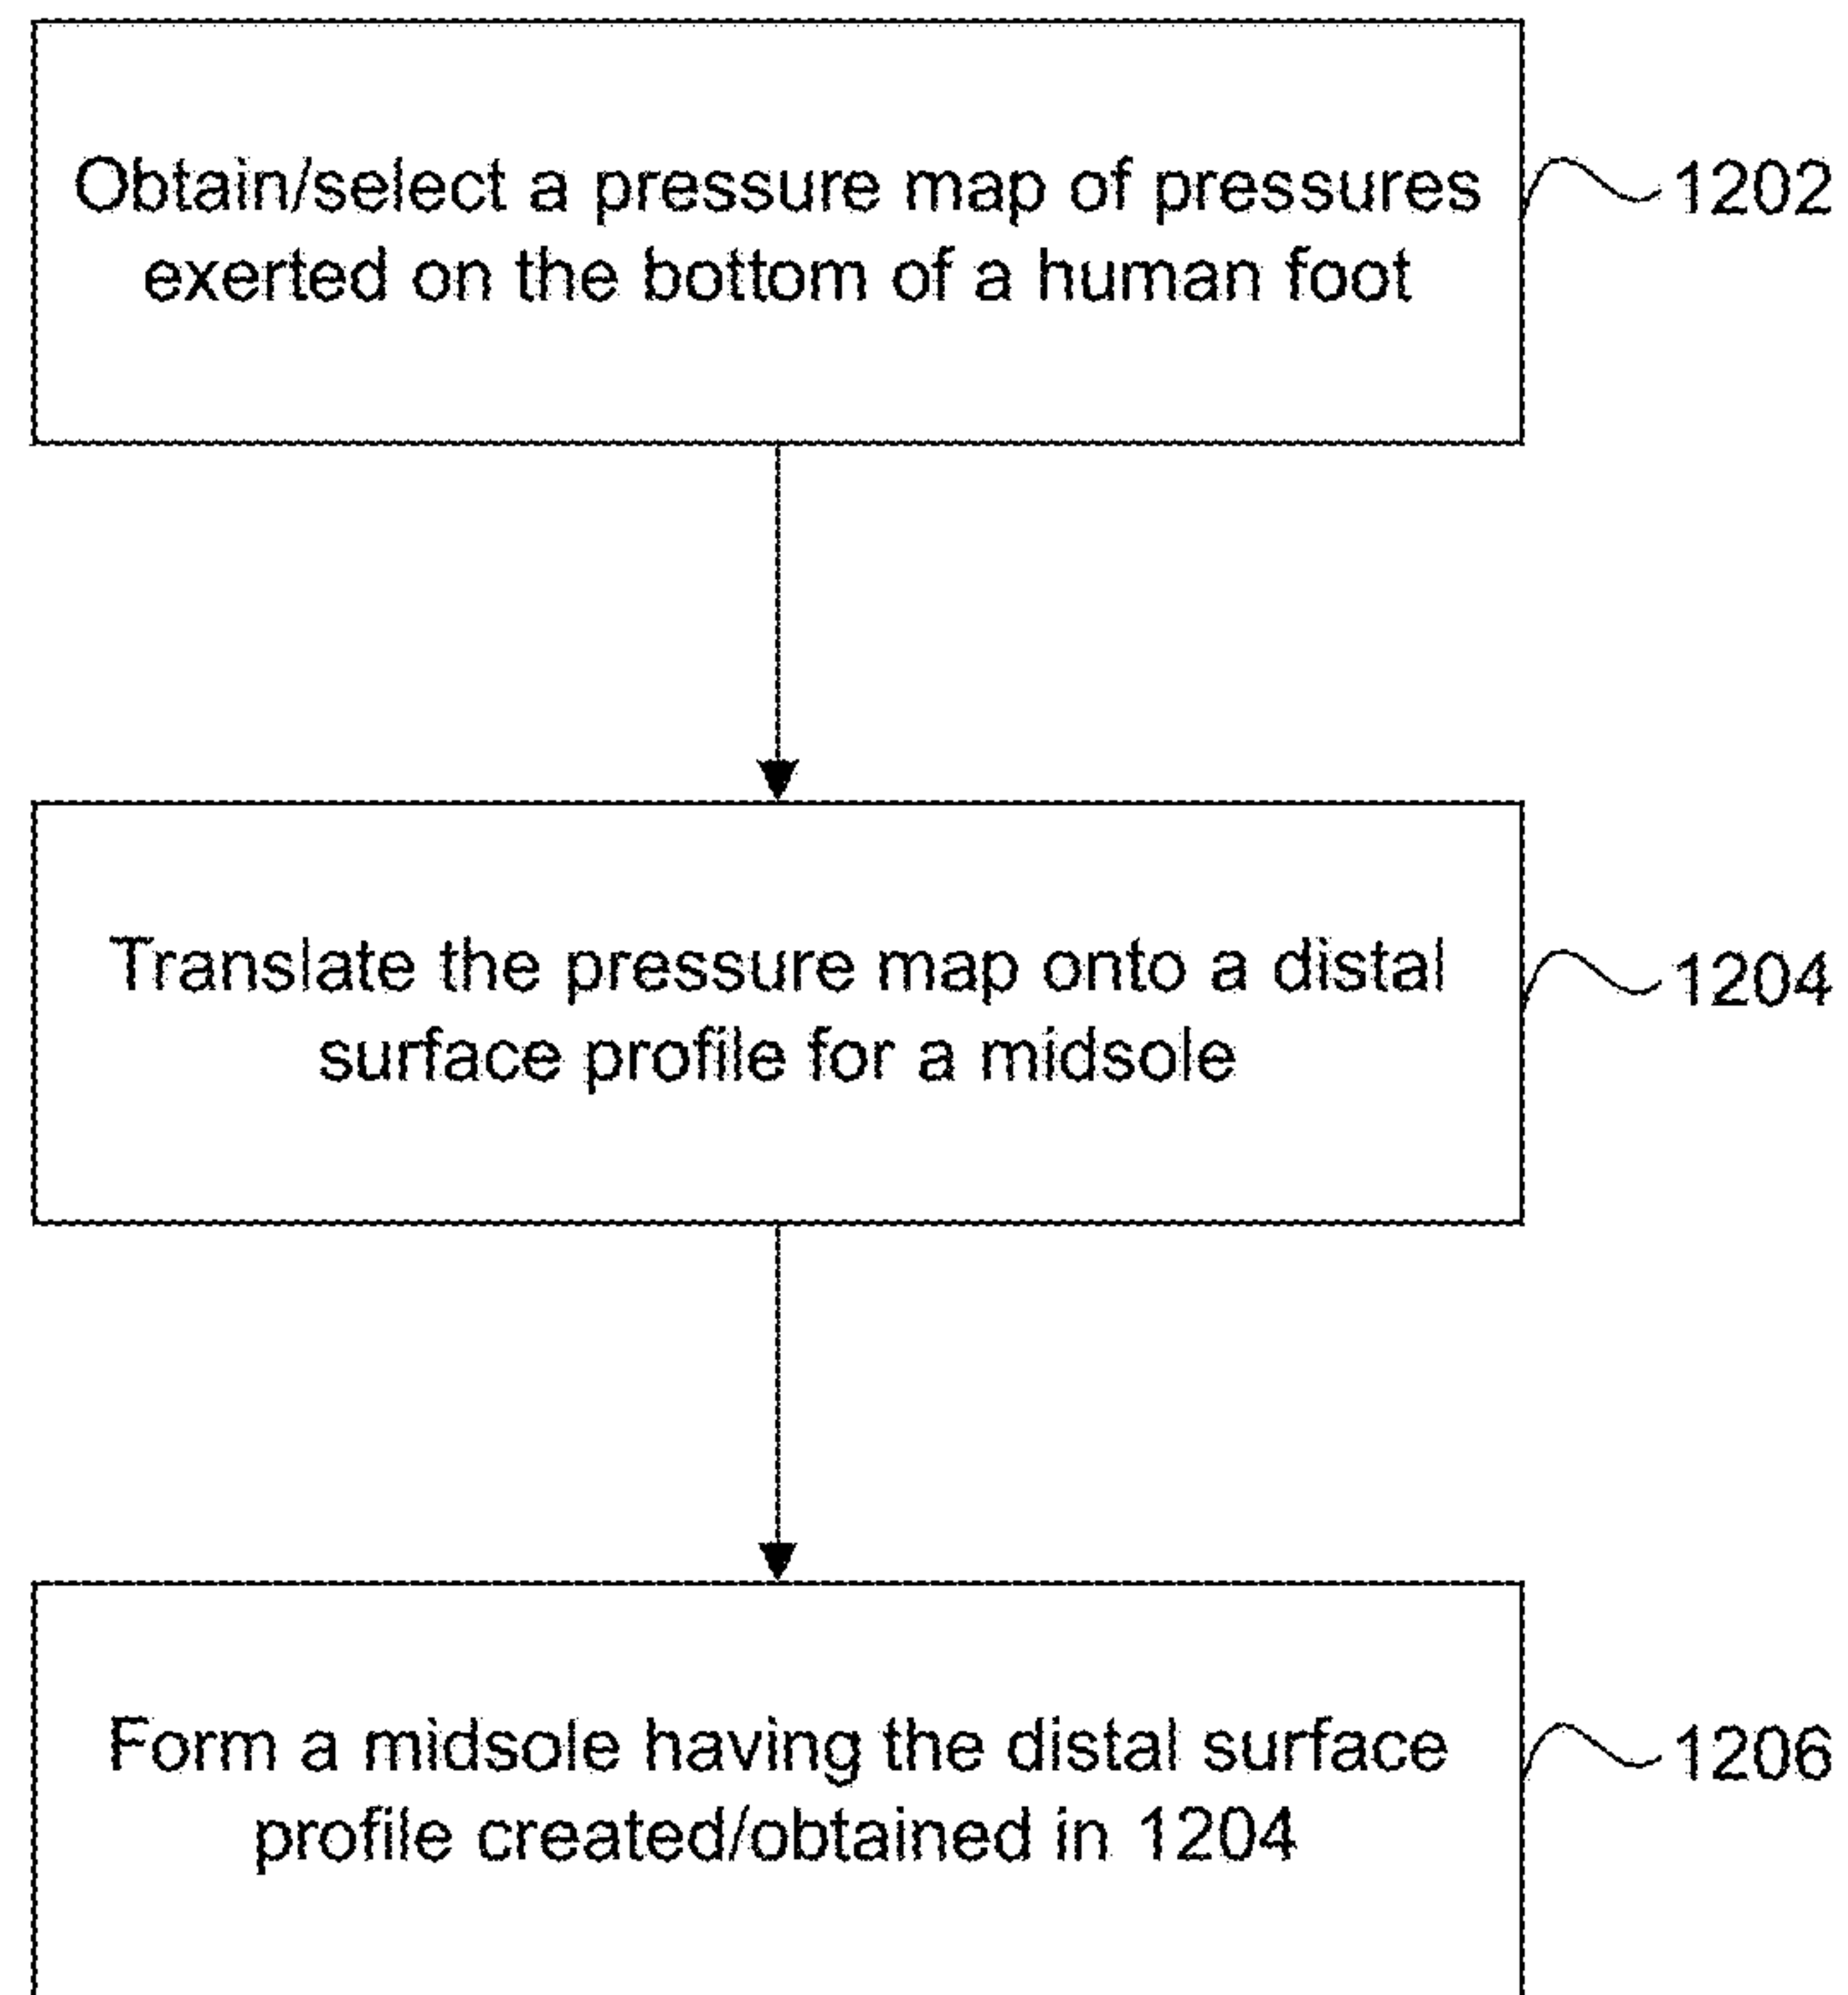 Obtain/select a pressure map of pressures
exerted on the bottom of a human foot
1202
Translate the pressure map onto a distal
surface profile for a midsole
1204
Form a midsole having the distal surface
profile created/obtained in 1204
1206